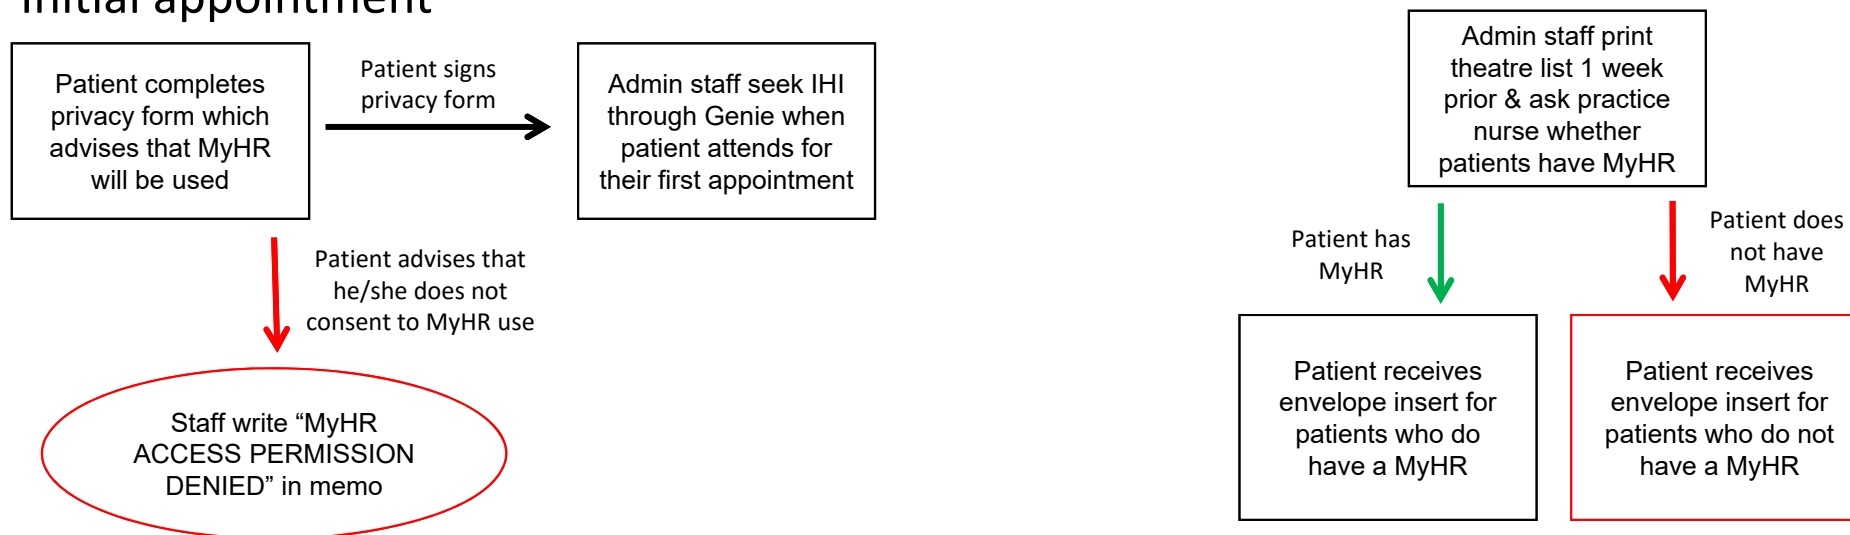 initial appointment
Patient completes
privacy form which
advises that MyHR
will be used
Patient signs
privacy form
Admin staff seek IHI
through Genie when
patient attends for
their first appointment
Patient advises that
he/she does not
consent to MyHR use
Staff write “MyHR
ACCESS PERMISSION
DENIED” in memo
Admin staff print
theatre list 1 week
prior & ask practice
nurse whether
patients have MyHR
Patient has
MyHR
Patient does
not have
MyHR
Patient receives
envelope insert for
patients who do
have a MyHR
Patient receives
envelope insert for
patients who do not
have a MyHR